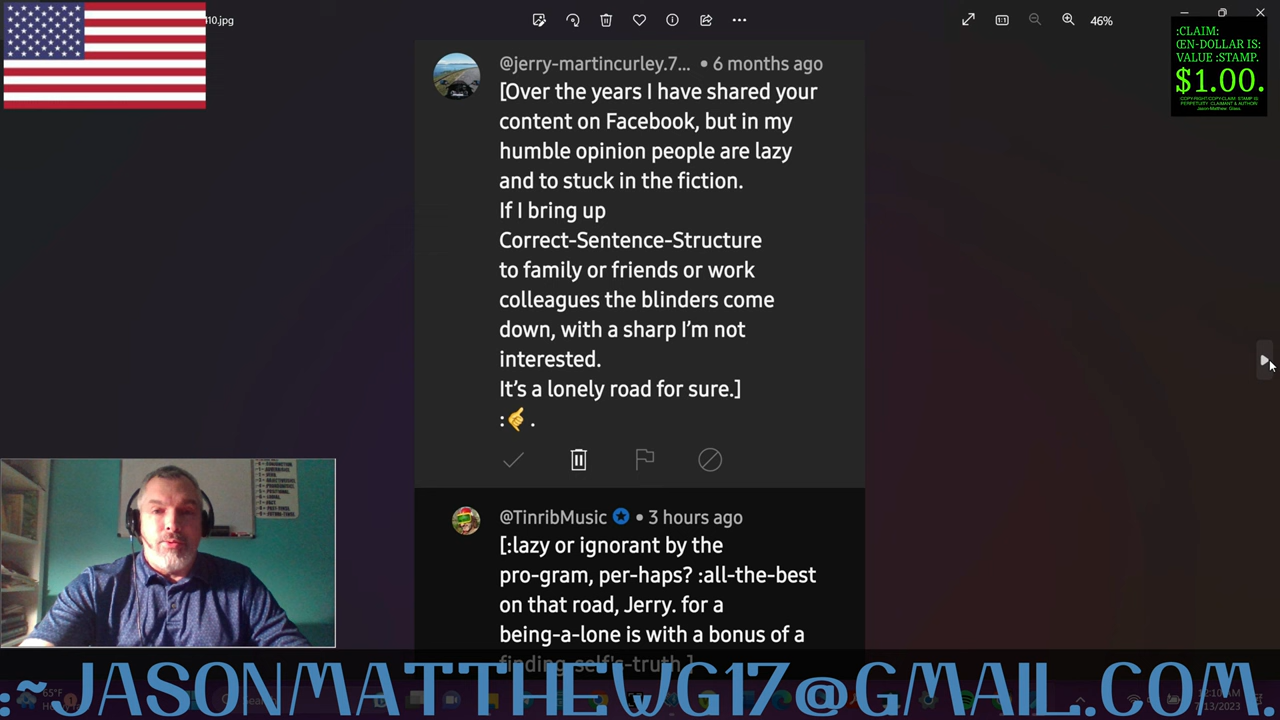 410.jpg
46%
:CLAIM:
ŒN-DOLLAR IS:
VALUE :STAMP.
$1.00.
@jerry-martincurley.7... • 6 months ago
[Over the years I have shared your
content on Facebook, but in my
humble opinion people are lazy
and to stuck in the fiction.
If I bring up
Correct-Sentence-Structure
to family or friends or work
colleagues the blinders come
down, with a sharp I’m not
interested.
It’s a lonely road for sure.]
:🤙.
@TinribMusic • 3 hours ago
[:lazy or ignorant by the
pro-gram, per-haps? :all-the-best
on that road, Jerry. for a
being-a-lone is with a bonus of a
finding-self's-truth.]
65°F
:~ JASONMATTHEWG17@GMAIL.COM.